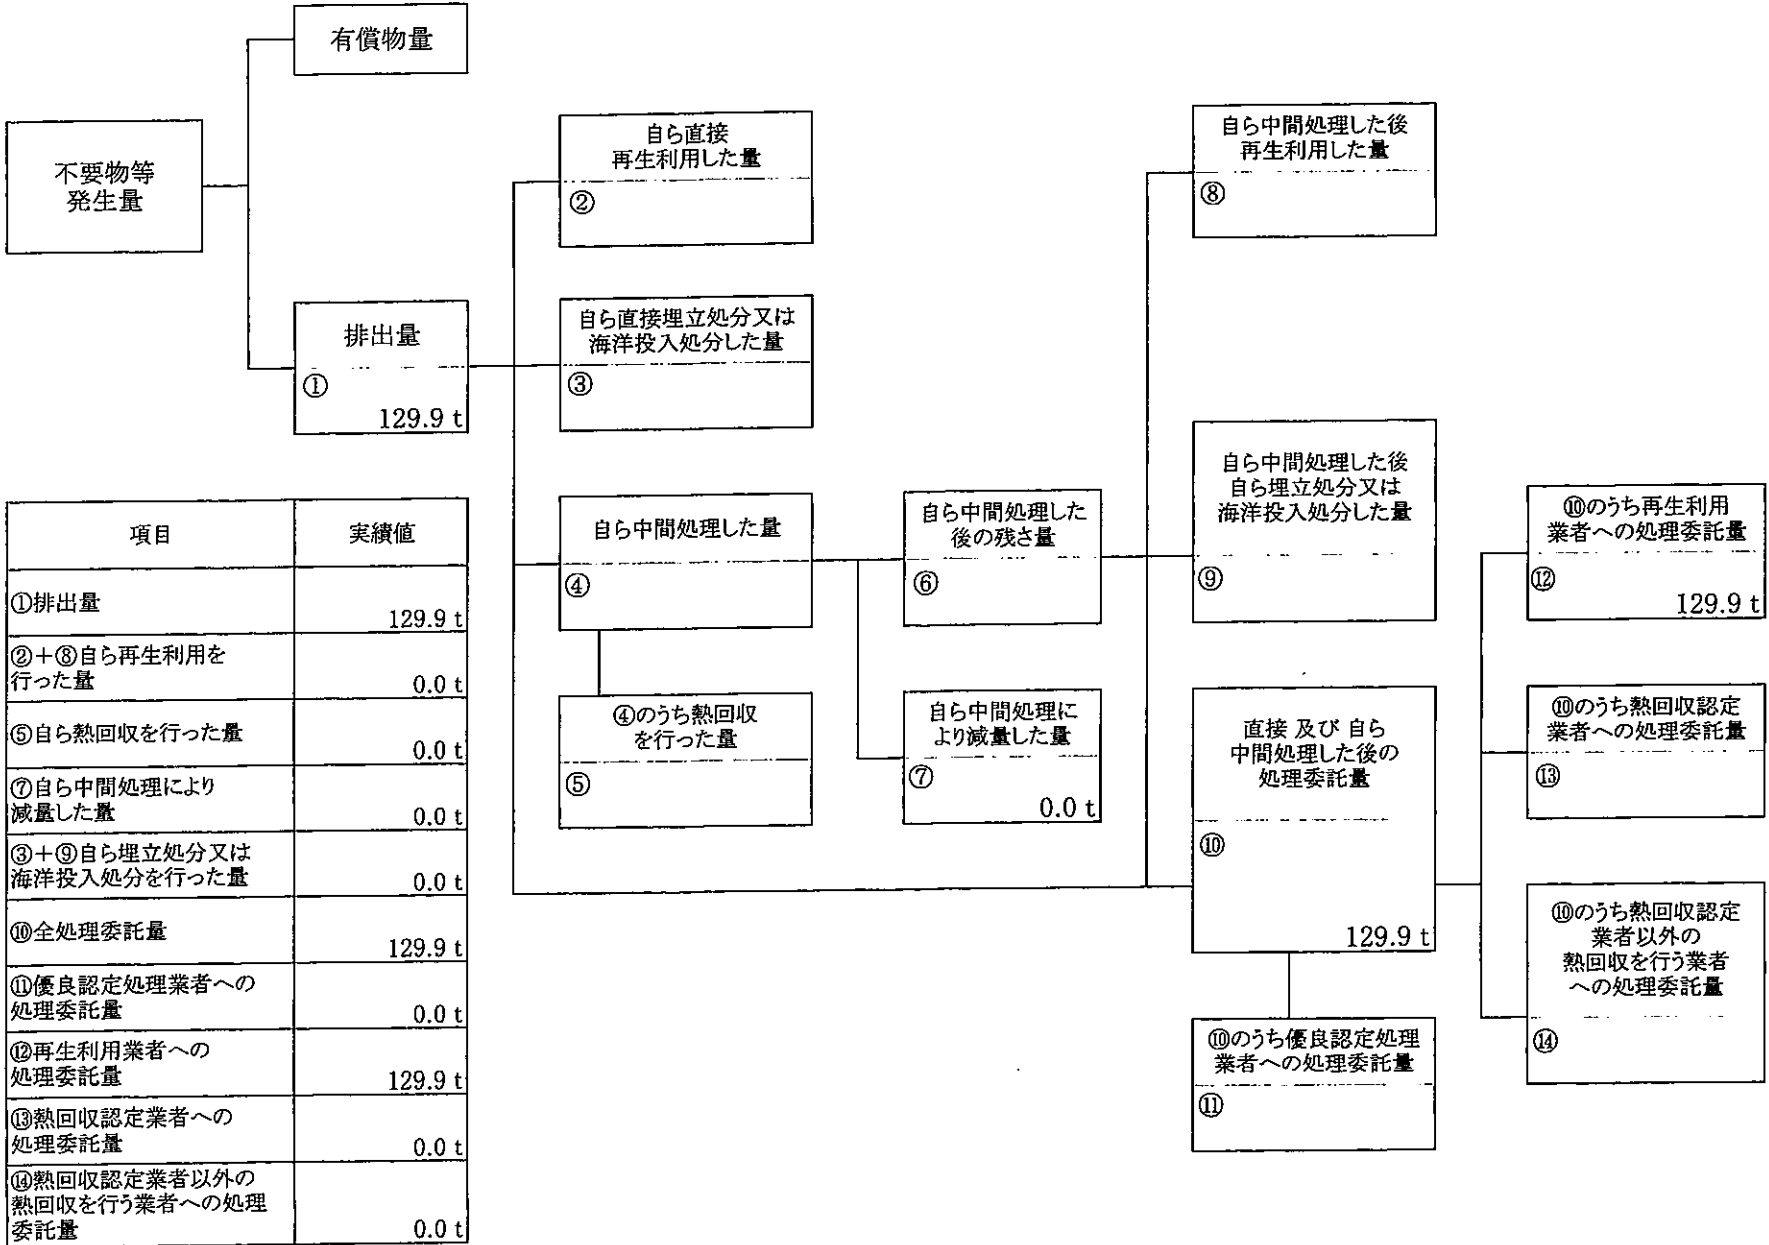 有償物量
不要物等
発生量
排出量
①
129.9 t
自ら直接
再生利用した量
②
自ら直接埋立処分又は
海洋投入処分した量
③
自ら中間処理した量
④
④のうち熱回収
を行った量
⑤
自ら中間処理した
後の残さ量
⑥
自ら中間処理に
より減量した量
⑦
0.0 t
自ら中間処理した後
再生利用した量
⑧
自ら中間処理した後
自ら埋立処分又は
海洋投入処分した量
⑨
直接 及び 自ら
中間処理した後の
処理委託量
⑩
129.9 t
⑩のうち優良認定処理
業者への処理委託量
⑪
⑩のうち再生利用
業者への処理委託量
⑫
129.9 t
⑩のうち熱回収認定
業者への処理委託量
⑬
⑩のうち熱回収認定
業者以外の
熱回収を行う業者
への処理委託量
⑭
項目 実績値
①排出量
129.9 t
②+⑧自ら再生利用を
行った量 0.0 t
⑤自ら熱回収を行った量
0.0 t
⑦自ら中間処理により
減量した量 0.0 t
③+⑨自ら埋立処分又は
海洋投入処分を行った量 0.0 t
⑩全処理委託量
129.9 t
⑪優良認定処理業者への
処理委託量 0.0 t
⑫再生利用業者への
処理委託量 129.9 t
⑬熱回収認定業者への
処理委託量 0.0 t
⑭熱回収認定業者以外の
熱回収を行う業者への処理
委託量 0.0 t